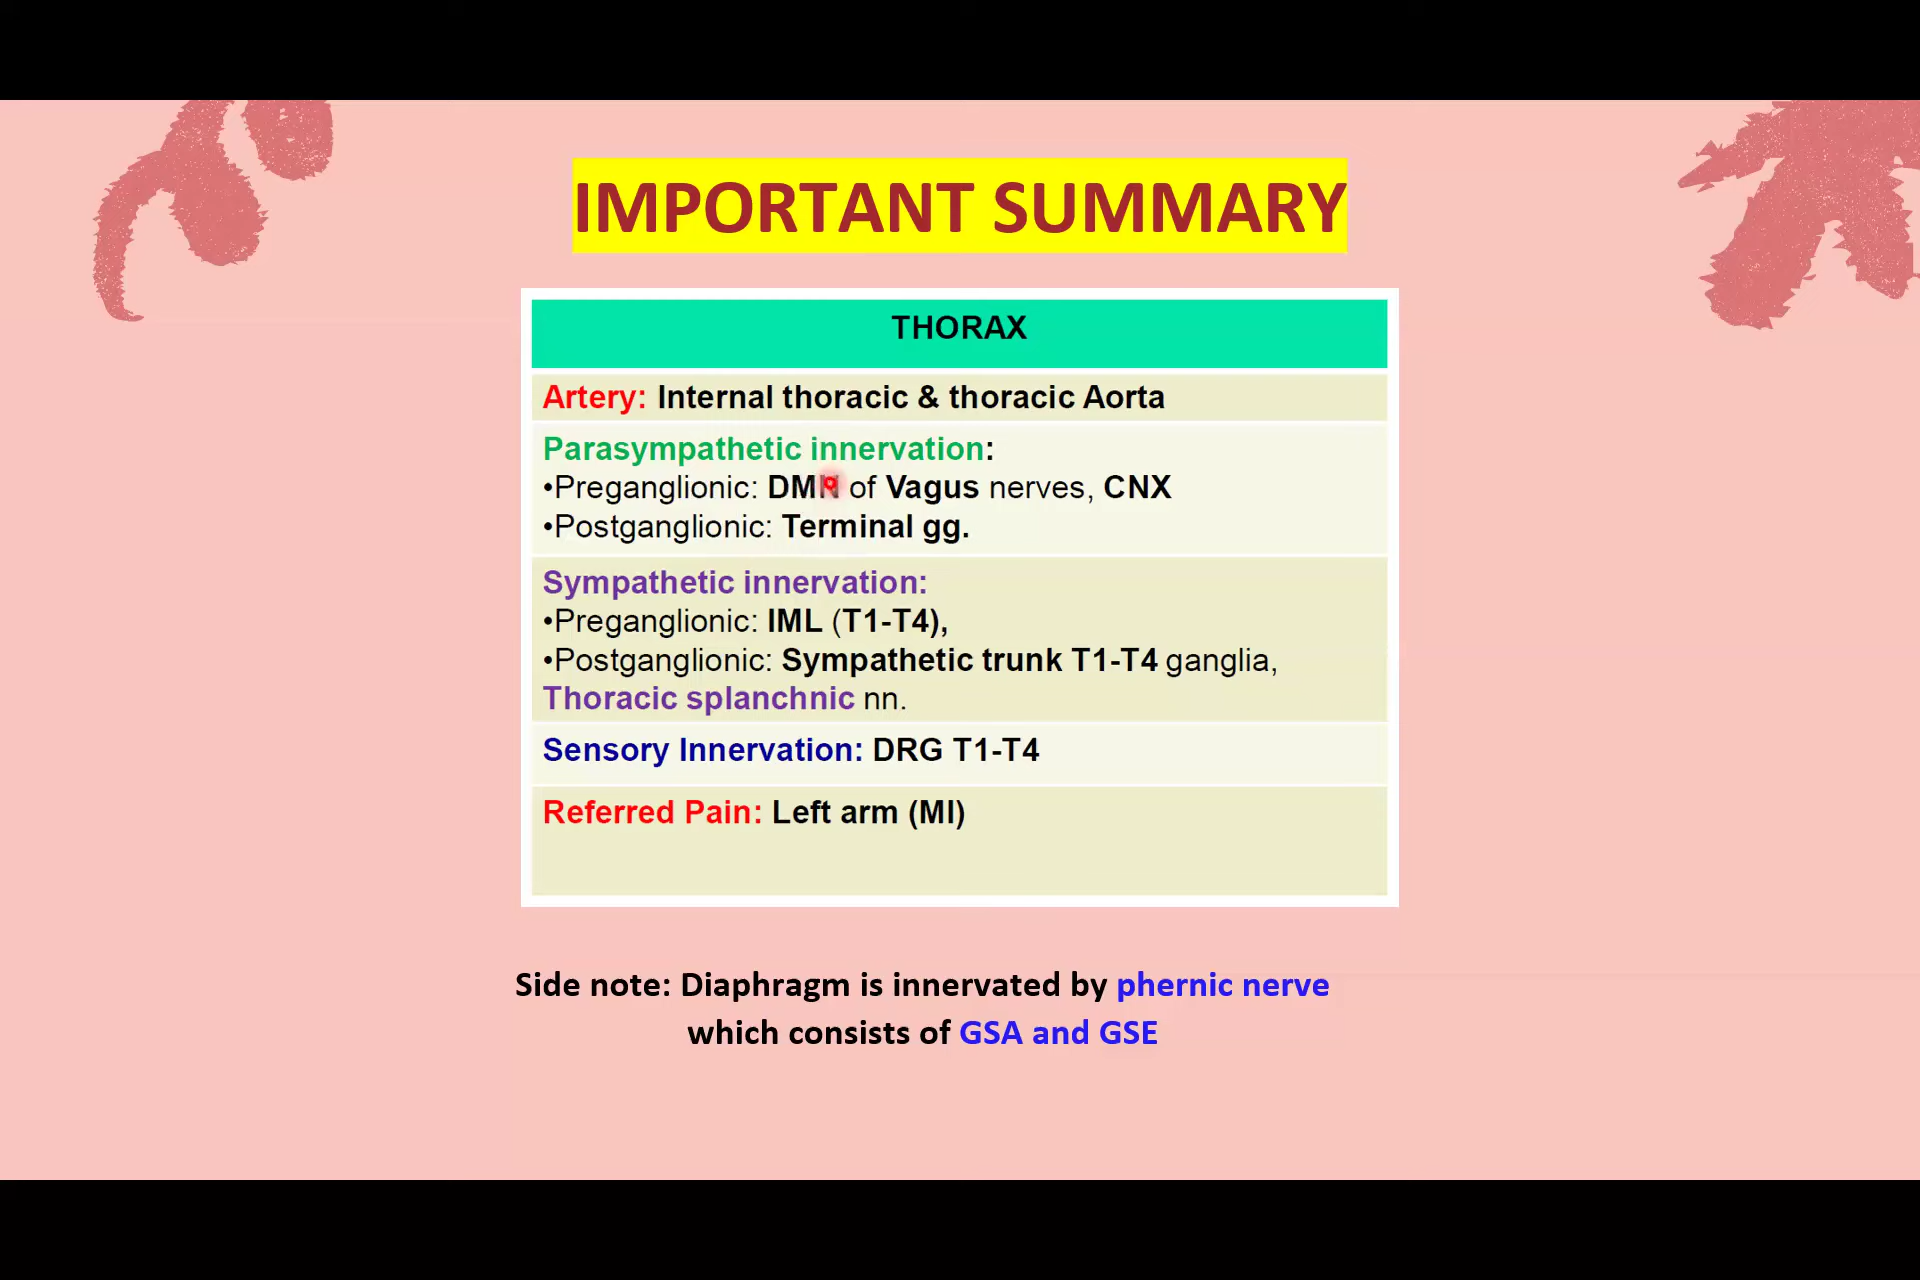 IMPORTANT SUMMARY
THORAX
Artery: Internal thoracic & thoracic Aorta
Parasympathetic innervation:
•Preganglionic: DMN of Vagus nerves, CNX
•Postganglionic: Terminal gg.
Sympathetic innervation:
•Preganglionic: IML (T1-T4),
•Postganglionic: Sympathetic trunk T1-T4 ganglia,
Thoracic splanchnic nn.
Sensory Innervation: DRG T1-T4
Referred Pain: Left arm (MI)
Side note: Diaphragm is innervated by phernic nerve
which consists of GSA and GSE